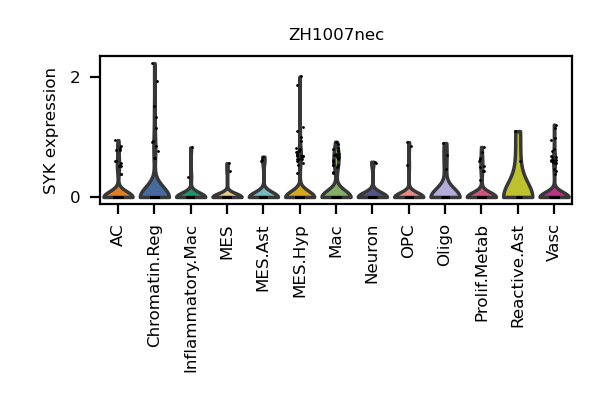 ZH1007nec
SYK expression
2
0
AC
Chromatin.Reg
Inflammatory.Mac
MES
MES.Ast
MES.Hyp
Mac
Neuron
OPC
Oligo
Prolif.Metab
Reactive.Ast
Vasc